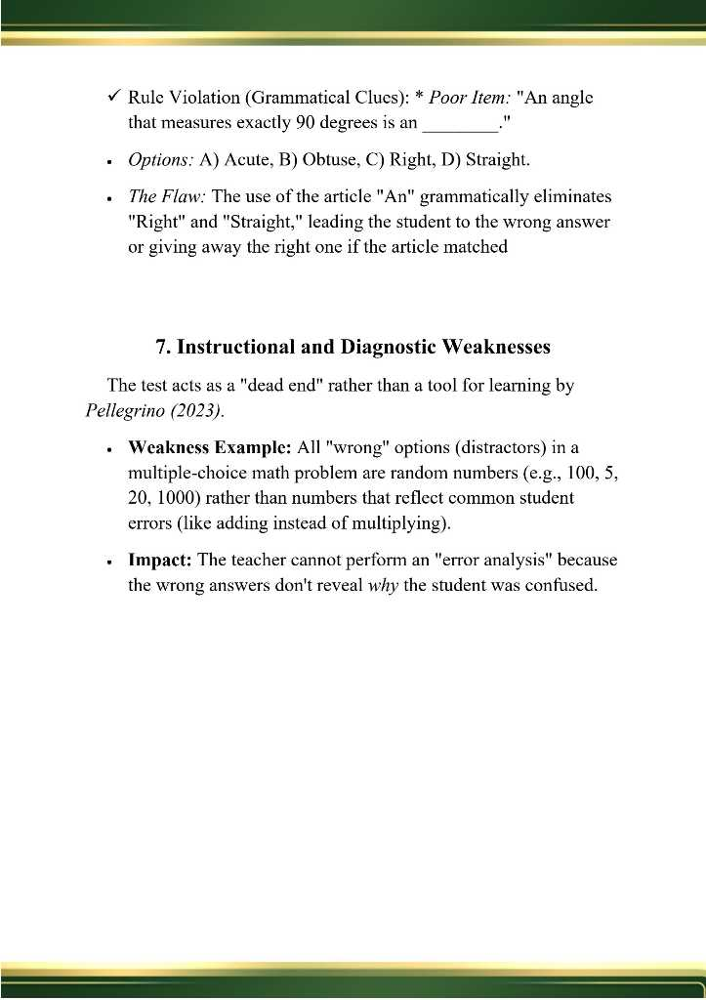 ✓ Rule Violation (Grammatical Clues): * Poor Item: "An angle
that measures exactly 90 degrees is an ________."
• Options: A) Acute, B) Obtuse, C) Right, D) Straight.
• The Flaw: The use of the article "An" grammatically eliminates
"Right" and "Straight," leading the student to the wrong answer
or giving away the right one if the article matched
7. Instructional and Diagnostic Weaknesses
The test acts as a "dead end" rather than a tool for learning by
Pellegrino (2023).
• Weakness Example: All "wrong" options (distractors) in a
multiple-choice math problem are random numbers (e.g., 100, 5,
20, 1000) rather than numbers that reflect common student
errors (like adding instead of multiplying).
• Impact: The teacher cannot perform an "error analysis" because
the wrong answers don't reveal why the student was confused.